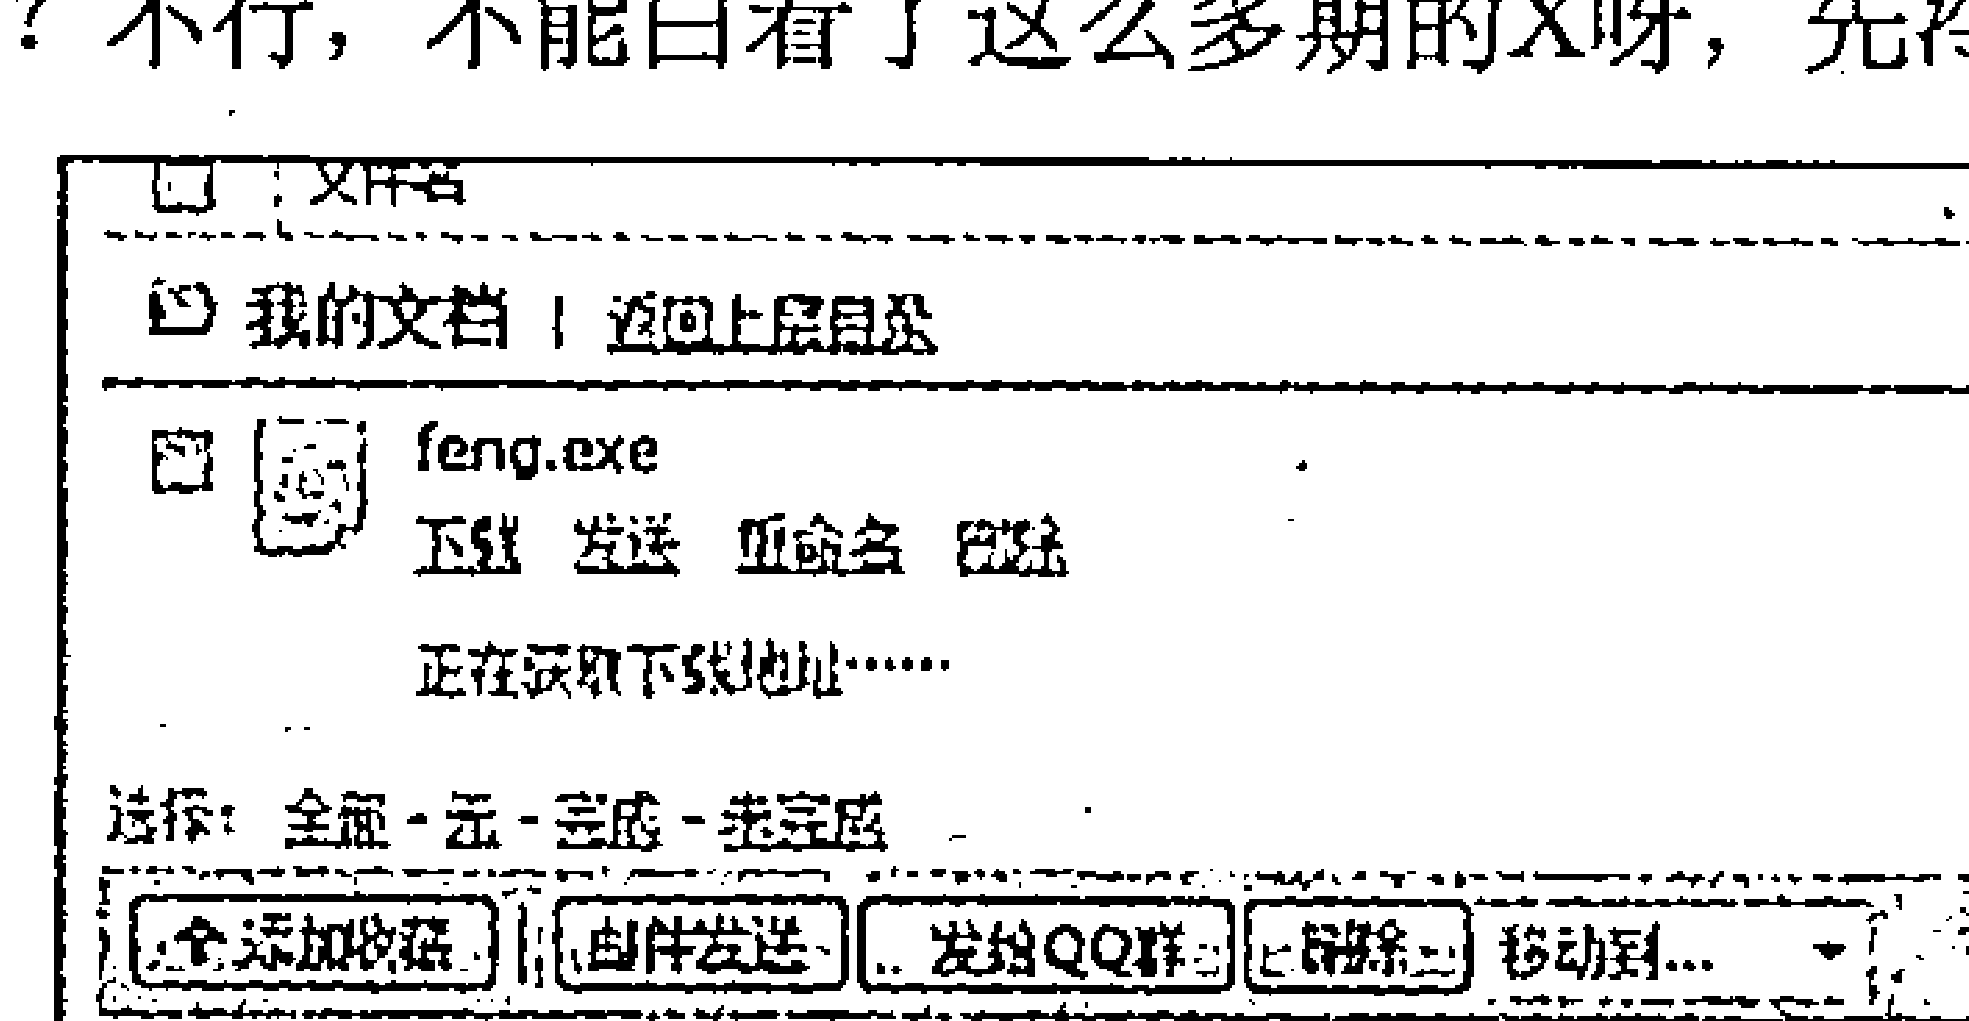 ？不行，不能白看了这么多期的X呀，先得
文件名
我的文档 | 返回上层目录
feng.exe
下载 发送 重命名 删除
正在获取下载地址……
选择：全部 - 无 - 完成 - 未完成
添加收藏 邮件发送 发给QQ群 删除 移动到...